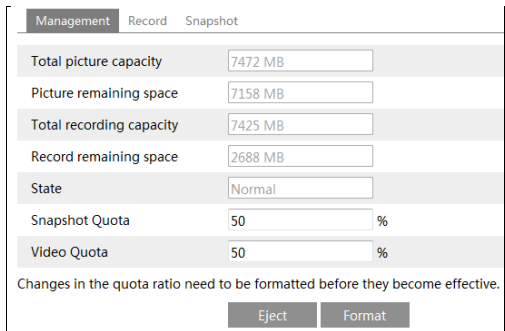 Management Record Snapshot
Total picture capacity 7472 MB
Picture remaining space 7158 MB
Total recording capacity 7425 MB
Record remaining space 2688 MB
State Normal
Snapshot Quota 50 %
Video Quota 50 %
Changes in the quota ratio need to be formatted before they become effective.
Eject Format